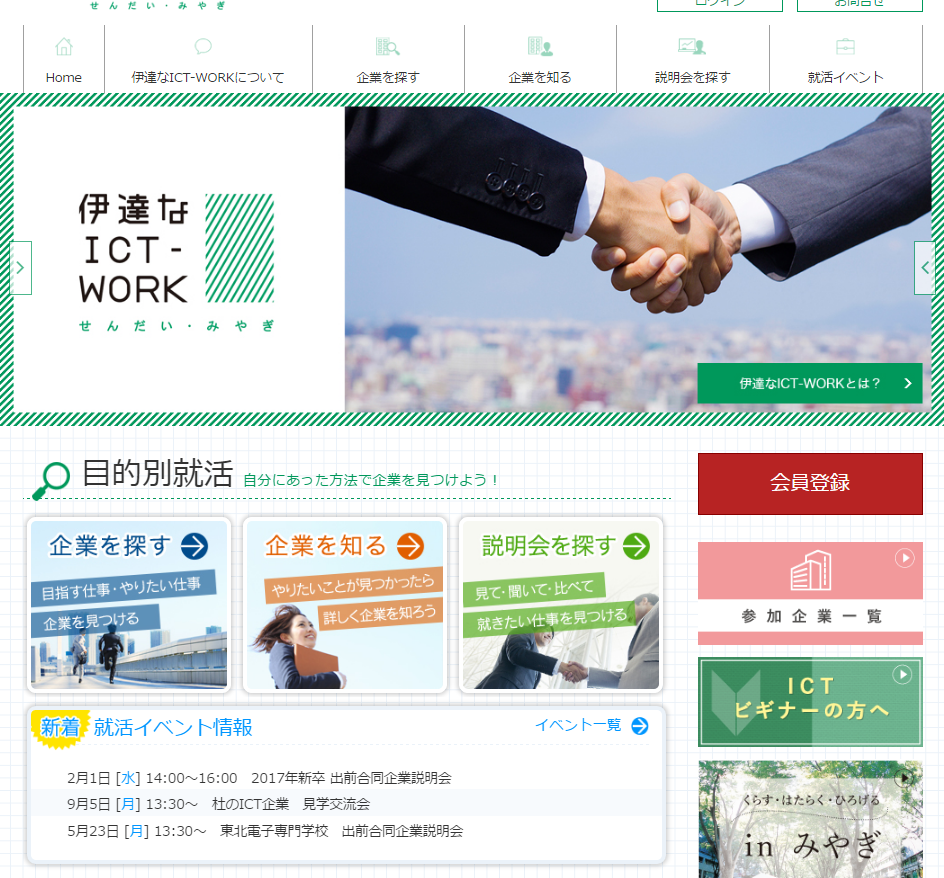 せんだい・みやぎ
ログイン
お問合せ
Home
伊達なICT-WORKについて
企業を探す
企業を知る
説明会を探す
就活イベント
伊達な
ICT-
WORK
せんだい・みやぎ
伊達なICT-WORKとは？
目的別就活 自分にあった方法で企業を見つけよう！
企業を探す
目指す仕事・やりたい仕事
企業を見つける
企業を知る
やりたいことが見つかったら
詳しく企業を知ろう
説明会を探す
見て・聞いて・比べて
就きたい仕事を見つける
新着 就活イベント情報
イベント一覧
2月1日 [水] 14:00～16:00 2017年新卒 出前合同企業説明会
9月5日 [月] 13:30～ 杜のICT企業 見学交流会
5月23日 [月] 13:30～ 東北電子専門学校 出前合同企業説明会
会員登録
参加企業一覧
ICT
ビギナーの方へ
くらす・はたらく・ひろげる
in みやぎ